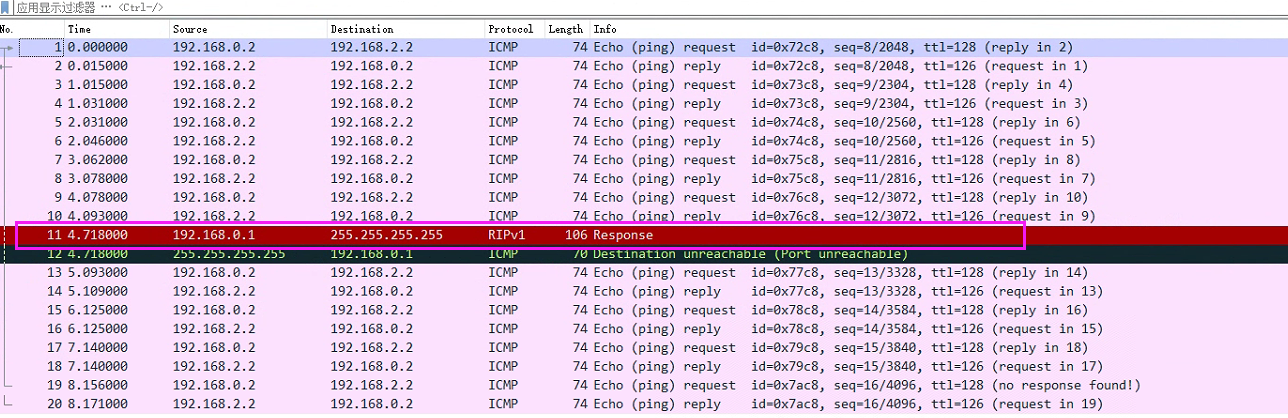 应用显示过滤器 … <Ctrl-/>
No. Time Source Destination Protocol Length Info
1 0.000000 192.168.0.2 192.168.2.2 ICMP 74 Echo (ping) request id=0x72c8, seq=8/2048, ttl=128 (reply in 2)
2 0.015000 192.168.2.2 192.168.0.2 ICMP 74 Echo (ping) reply id=0x72c8, seq=8/2048, ttl=126 (request in 1)
3 1.015000 192.168.0.2 192.168.2.2 ICMP 74 Echo (ping) request id=0x73c8, seq=9/2304, ttl=128 (reply in 4)
4 1.031000 192.168.2.2 192.168.0.2 ICMP 74 Echo (ping) reply id=0x73c8, seq=9/2304, ttl=126 (request in 3)
5 2.031000 192.168.0.2 192.168.2.2 ICMP 74 Echo (ping) request id=0x74c8, seq=10/2560, ttl=128 (reply in 6)
6 2.046000 192.168.2.2 192.168.0.2 ICMP 74 Echo (ping) reply id=0x74c8, seq=10/2560, ttl=126 (request in 5)
7 3.062000 192.168.0.2 192.168.2.2 ICMP 74 Echo (ping) request id=0x75c8, seq=11/2816, ttl=128 (reply in 8)
8 3.078000 192.168.2.2 192.168.0.2 ICMP 74 Echo (ping) reply id=0x75c8, seq=11/2816, ttl=126 (request in 7)
9 4.078000 192.168.0.2 192.168.2.2 ICMP 74 Echo (ping) request id=0x76c8, seq=12/3072, ttl=128 (reply in 10)
10 4.093000 192.168.2.2 192.168.0.2 ICMP 74 Echo (ping) reply id=0x76c8, seq=12/3072, ttl=126 (request in 9)
11 4.718000 192.168.0.1 255.255.255.255 RIPv1 106 Response
12 4.718000 255.255.255.255 192.168.0.1 ICMP 70 Destination unreachable (Port unreachable)
13 5.093000 192.168.0.2 192.168.2.2 ICMP 74 Echo (ping) request id=0x77c8, seq=13/3328, ttl=128 (reply in 14)
14 5.109000 192.168.2.2 192.168.0.2 ICMP 74 Echo (ping) reply id=0x77c8, seq=13/3328, ttl=126 (request in 13)
15 6.125000 192.168.0.2 192.168.2.2 ICMP 74 Echo (ping) request id=0x78c8, seq=14/3584, ttl=128 (reply in 16)
16 6.125000 192.168.2.2 192.168.0.2 ICMP 74 Echo (ping) reply id=0x78c8, seq=14/3584, ttl=126 (request in 15)
17 7.140000 192.168.0.2 192.168.2.2 ICMP 74 Echo (ping) request id=0x79c8, seq=15/3840, ttl=128 (reply in 18)
18 7.140000 192.168.2.2 192.168.0.2 ICMP 74 Echo (ping) reply id=0x79c8, seq=15/3840, ttl=126 (request in 17)
19 8.156000 192.168.0.2 192.168.2.2 ICMP 74 Echo (ping) request id=0x7ac8, seq=16/4096, ttl=128 (no response found!)
20 8.171000 192.168.2.2 192.168.0.2 ICMP 74 Echo (ping) reply id=0x7ac8, seq=16/4096, ttl=126 (request in 19)